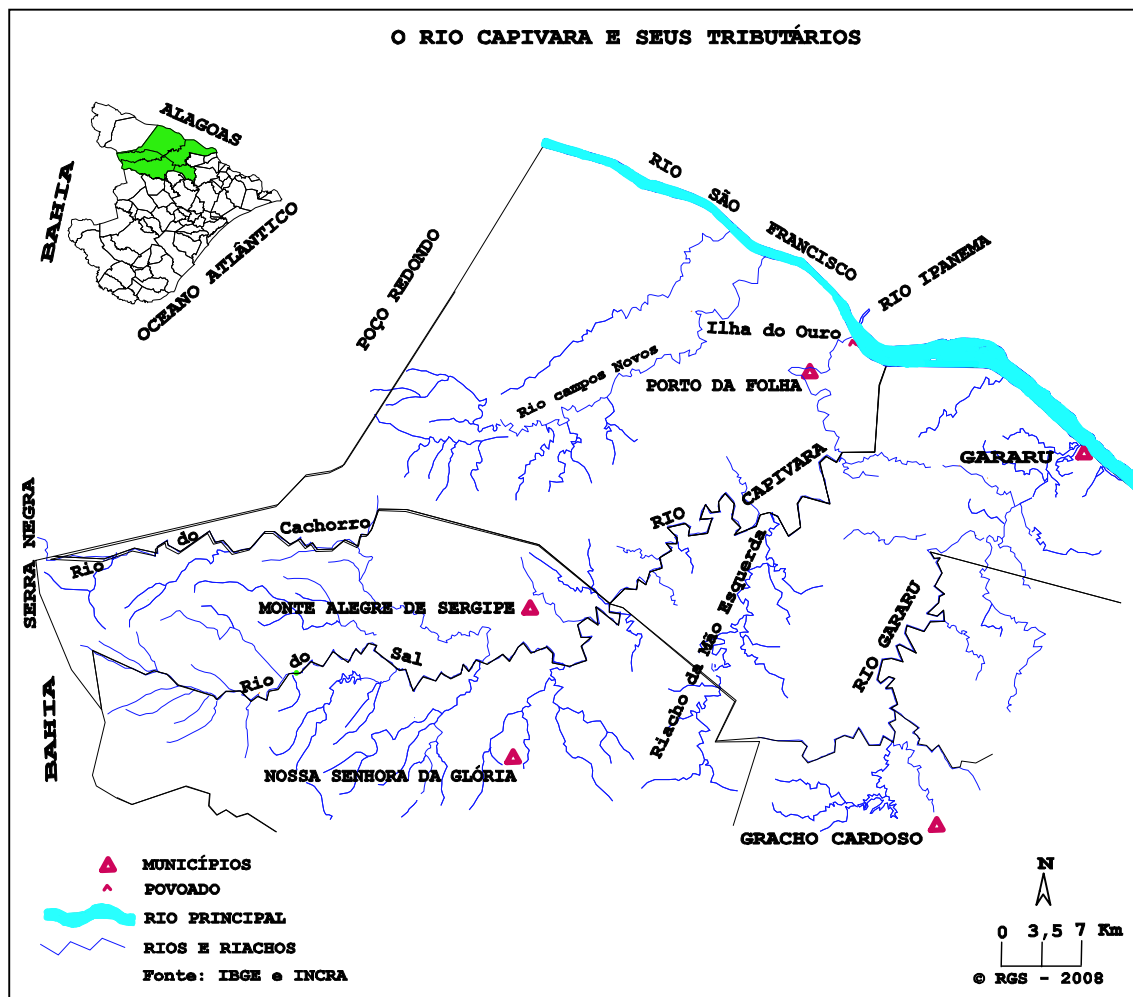 O RIO CAPIVARA E SEUS TRIBUTÁRIOS
ALAGOAS
BAHIA
OCEANO ATLÂNTICO
POÇO REDONDO
RIO SÃO FRANCISCO
RIO IPANEMA
Ilha do Ouro
Rio campos Novos
PORTO DA FOLHA
GARARU
RIO CAPIVARA
SERRA NEGRA
Rio do Cachorro
MONTE ALEGRE DE SERGIPE
Riacho da Mão Esquerda
RIO GARARU
Rio do Sal
BAHIA
NOSSA SENHORA DA GLÓRIA
GRACHO CARDOSO
MUNICÍPIOS
POVOADO
RIO PRINCIPAL
RIOS E RIACHOS
Fonte: IBGE e INCRA
N
0 3,5 7 Km
© RGS - 2008